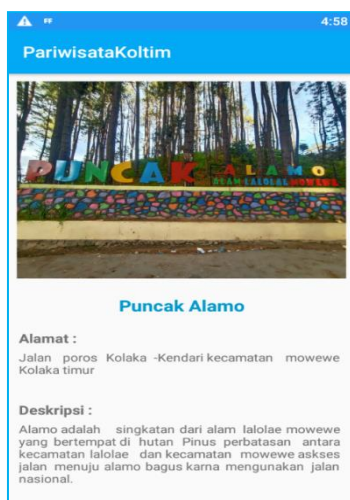 FF 4:58
PariwisataKoltim
PUNCAK ALAMO
ALAM LALOLAE MOWEWE
Puncak Alamo
Alamat :
Jalan poros Kolaka -Kendari kecamatan mowewe
Kolaka timur
Deskripsi :
Alamo adalah singkatan dari alam lalolae mowewe
yang bertempat di hutan Pinus perbatasan antara
kecamatan lalolae dan kecamatan mowewe askses
jalan menuju alamo bagus karna mengunakan jalan
nasional.